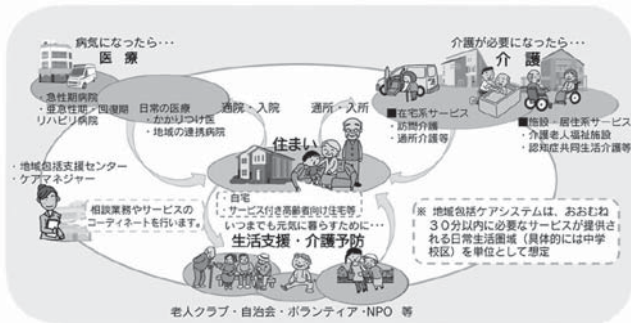 病気になったら･･･
医　療
・急性期病院
・亜急性期・回復期
リハビリ病院
日常の医療
・かかりつけ医
・地域の連携病院
通院・入院
通所・入所
介護が必要になったら･･･
介　護
■在宅系サービス
・訪問介護
・通所介護等
■施設・居住系サービス
・介護老人福祉施設
・認知症共同生活介護等
住まい
・自宅
・サービス付き高齢者向け住宅等
・地域包括支援センター
・ケアマネジャー
相談業務やサービスの
コーディネートを行います。
いつまでも元気に暮らすために･･･
生活支援・介護予防
老人クラブ・自治会・ボランティア・NPO 等
※ 地域包括ケアシステムは、おおむね
３０分以内に必要なサービスが提供さ
れる日常生活圏域（具体的には中学
校区）を単位として想定